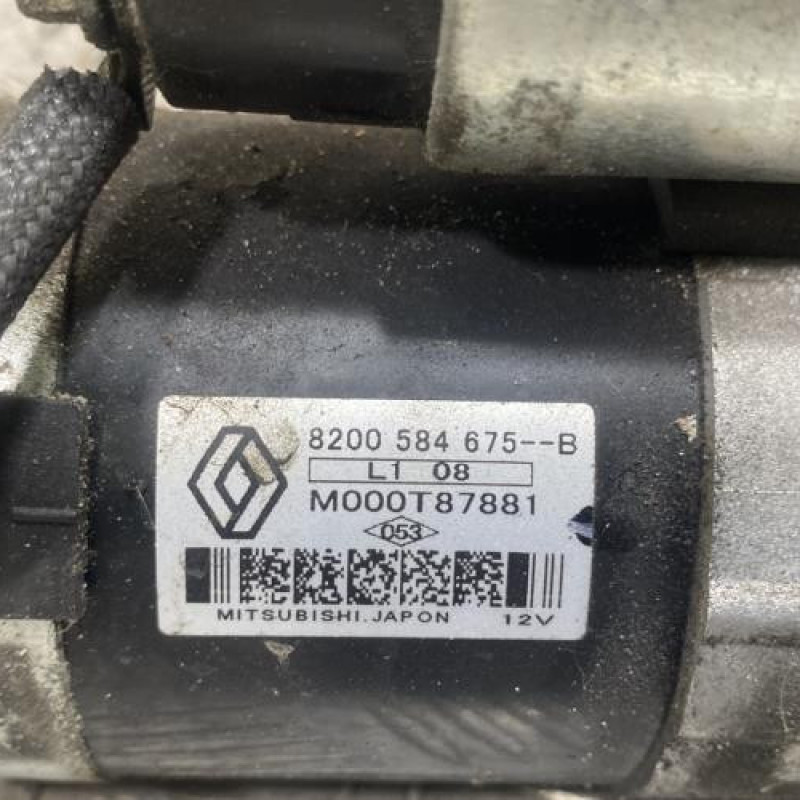 8200 584 675--B
L1 08
M000T87881
053
MITSUBISHI.JAPON 12V